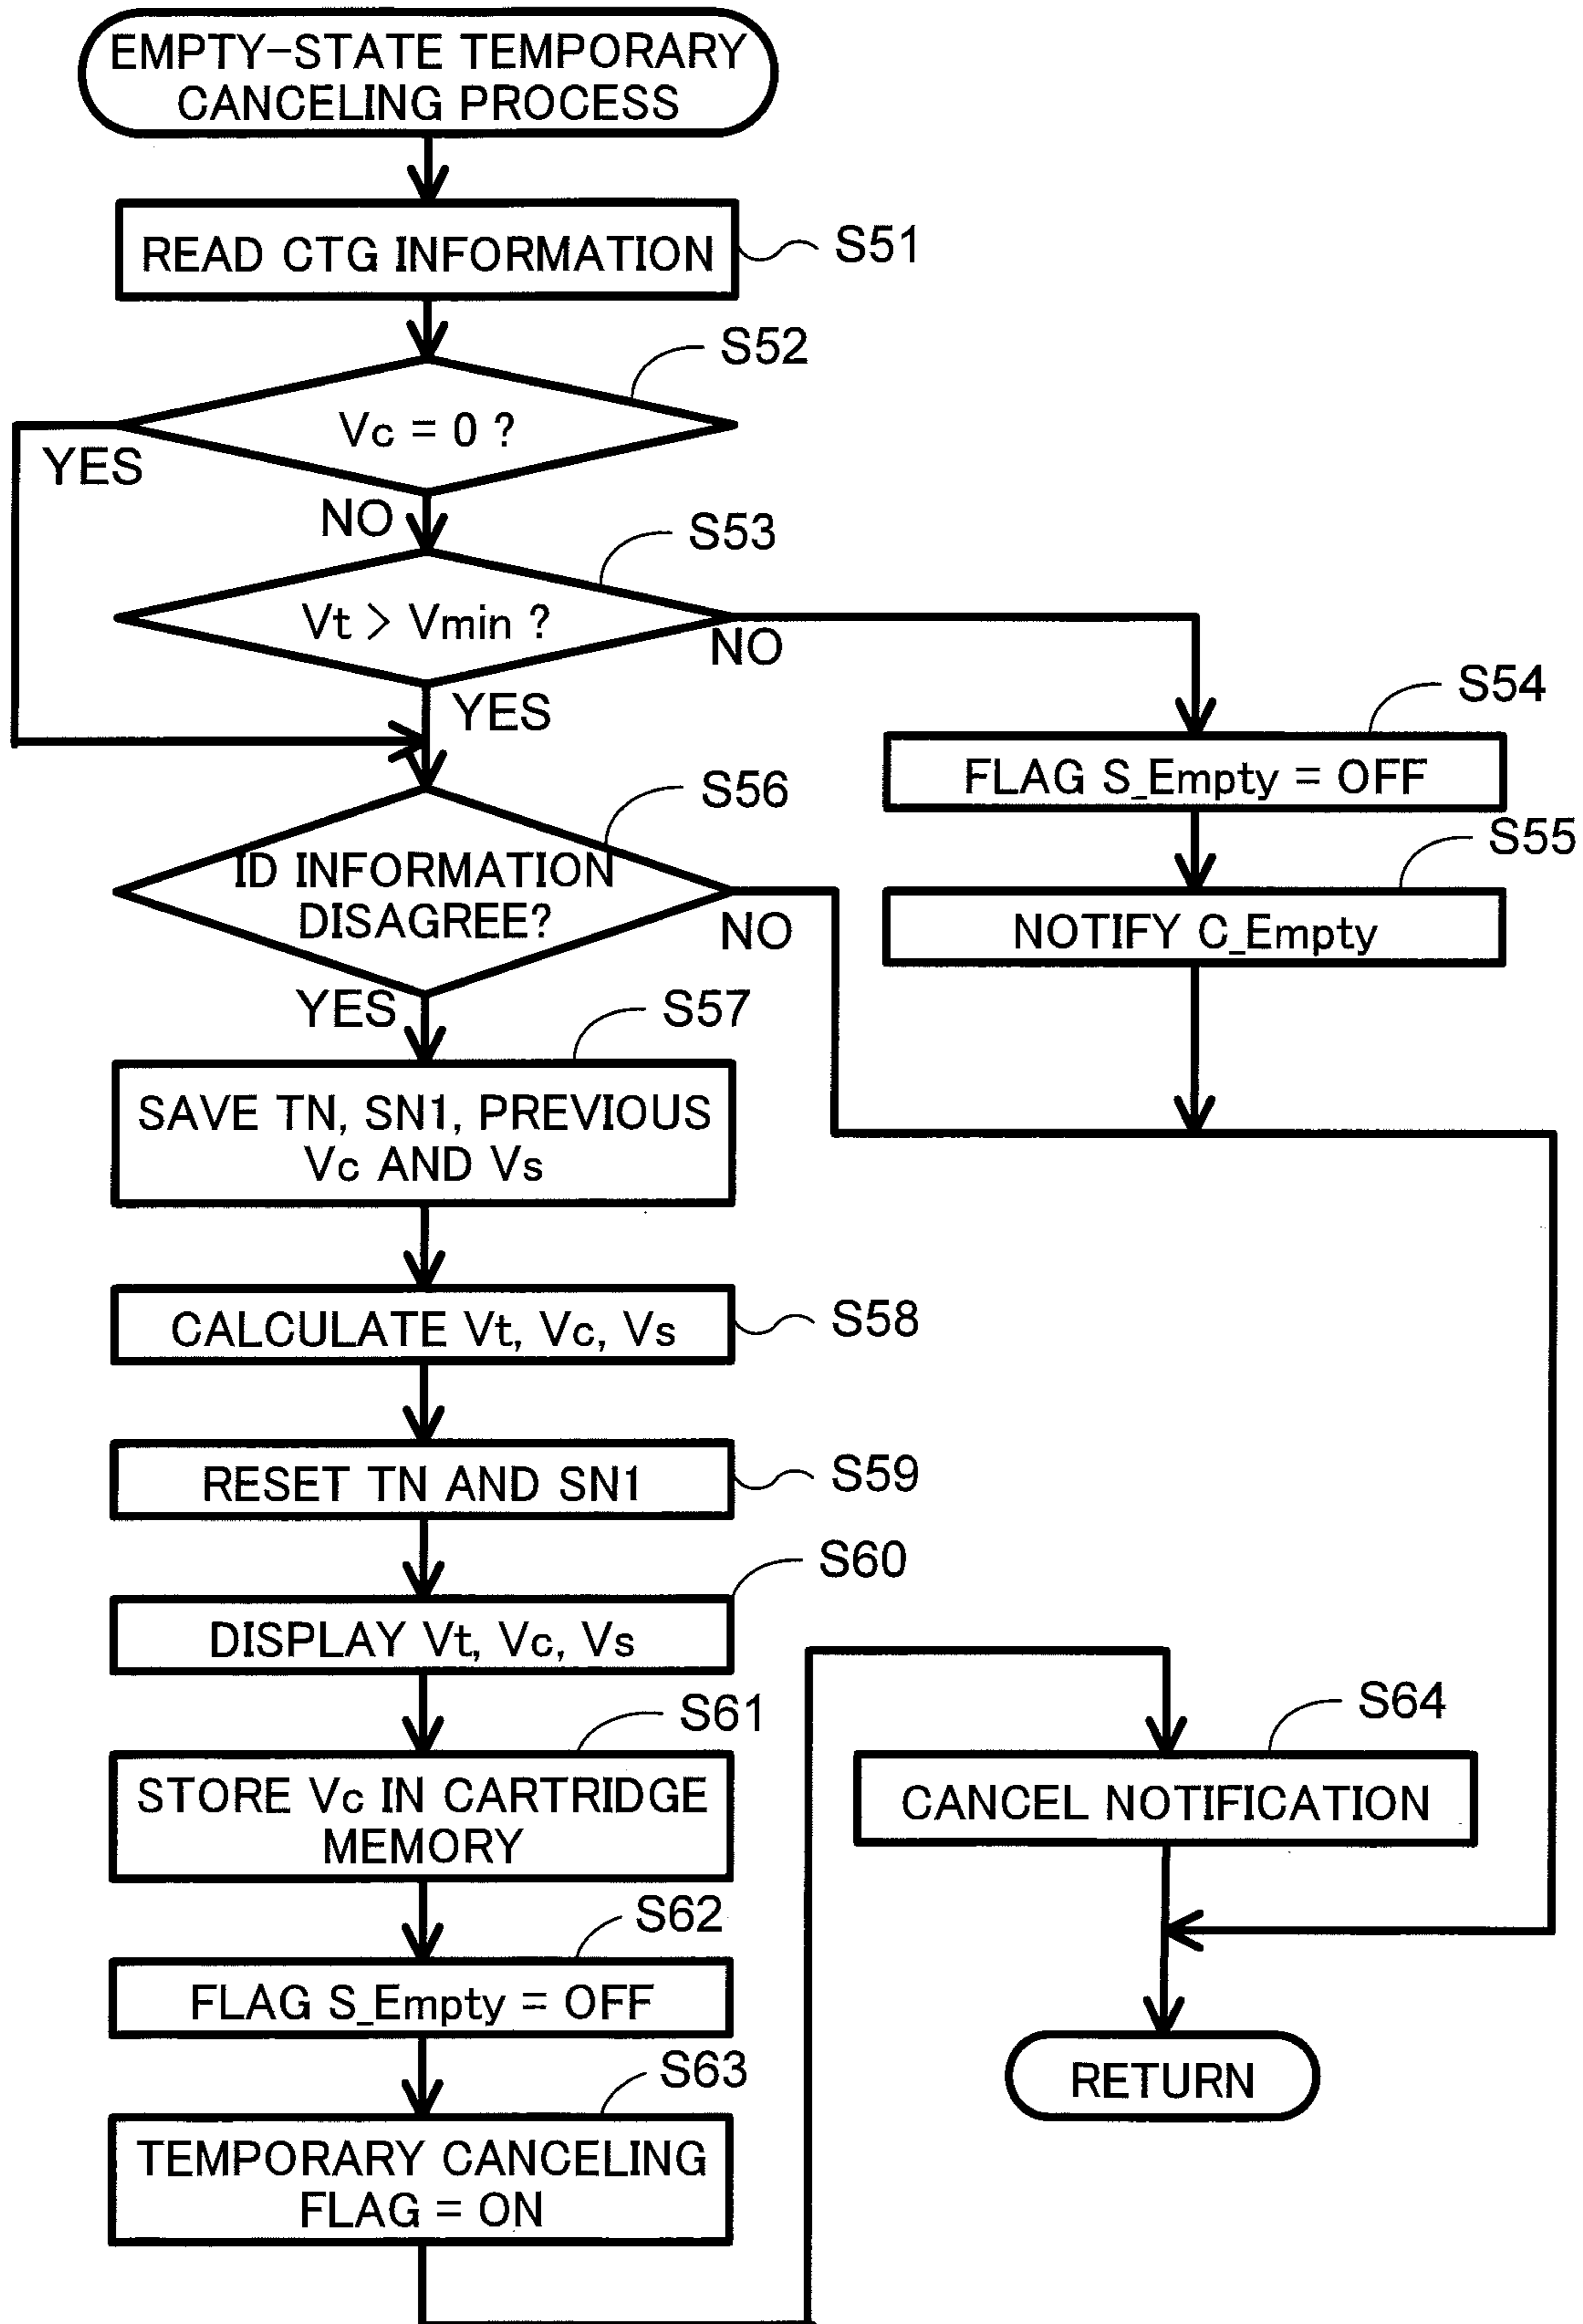 EMPTY-STATE TEMPORARY
CANCELING PROCESS
READ CTG INFORMATION
S51
S52
Vc = 0 ?
YES
NO
S53
Vt > Vmin ?
NO
YES
S54
FLAG S_Empty = OFF
S55
NOTIFY C_Empty
S56
ID INFORMATION
DISAGREE?
NO
YES
S57
SAVE TN, SN1, PREVIOUS
Vc AND Vs
CALCULATE Vt, Vc, Vs
S58
RESET TN AND SN1
S59
S60
DISPLAY Vt, Vc, Vs
S61
STORE Vc IN CARTRIDGE
MEMORY
S62
FLAG S_Empty = OFF
S63
TEMPORARY CANCELING
FLAG = ON
S64
CANCEL NOTIFICATION
RETURN